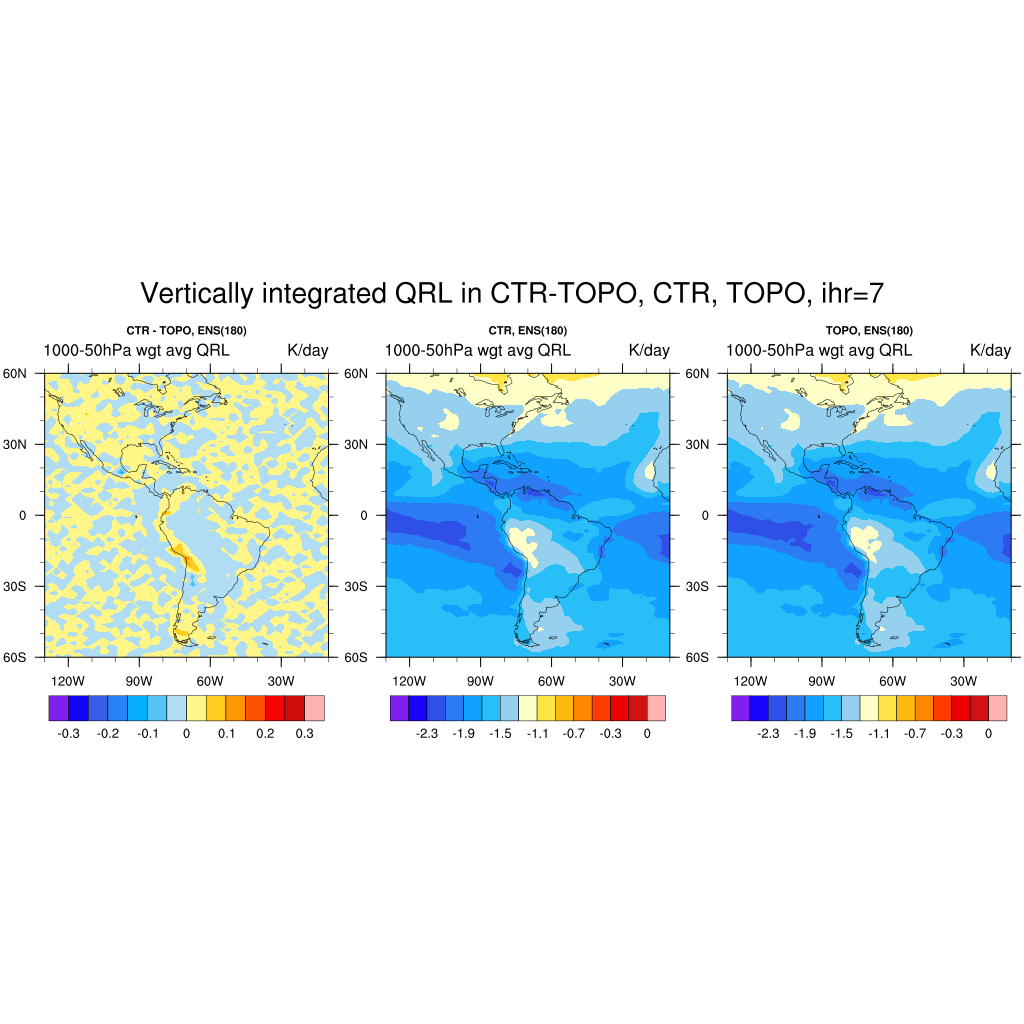 Vertically integrated QRL in CTR-TOPO, CTR, TOPO, ihr=7
CTR - TOPO, ENS(180)
1000-50hPa wgt avg QRL K/day
60N
30N
0
30S
60S
120W 90W 60W 30W
-0.3 -0.2 -0.1 0 0.1 0.2 0.3
CTR, ENS(180)
1000-50hPa wgt avg QRL K/day
60N
30N
0
30S
60S
120W 90W 60W 30W
-2.3 -1.9 -1.5 -1.1 -0.7 -0.3 0
TOPO, ENS(180)
1000-50hPa wgt avg QRL K/day
60N
30N
0
30S
60S
120W 90W 60W 30W
-2.3 -1.9 -1.5 -1.1 -0.7 -0.3 0